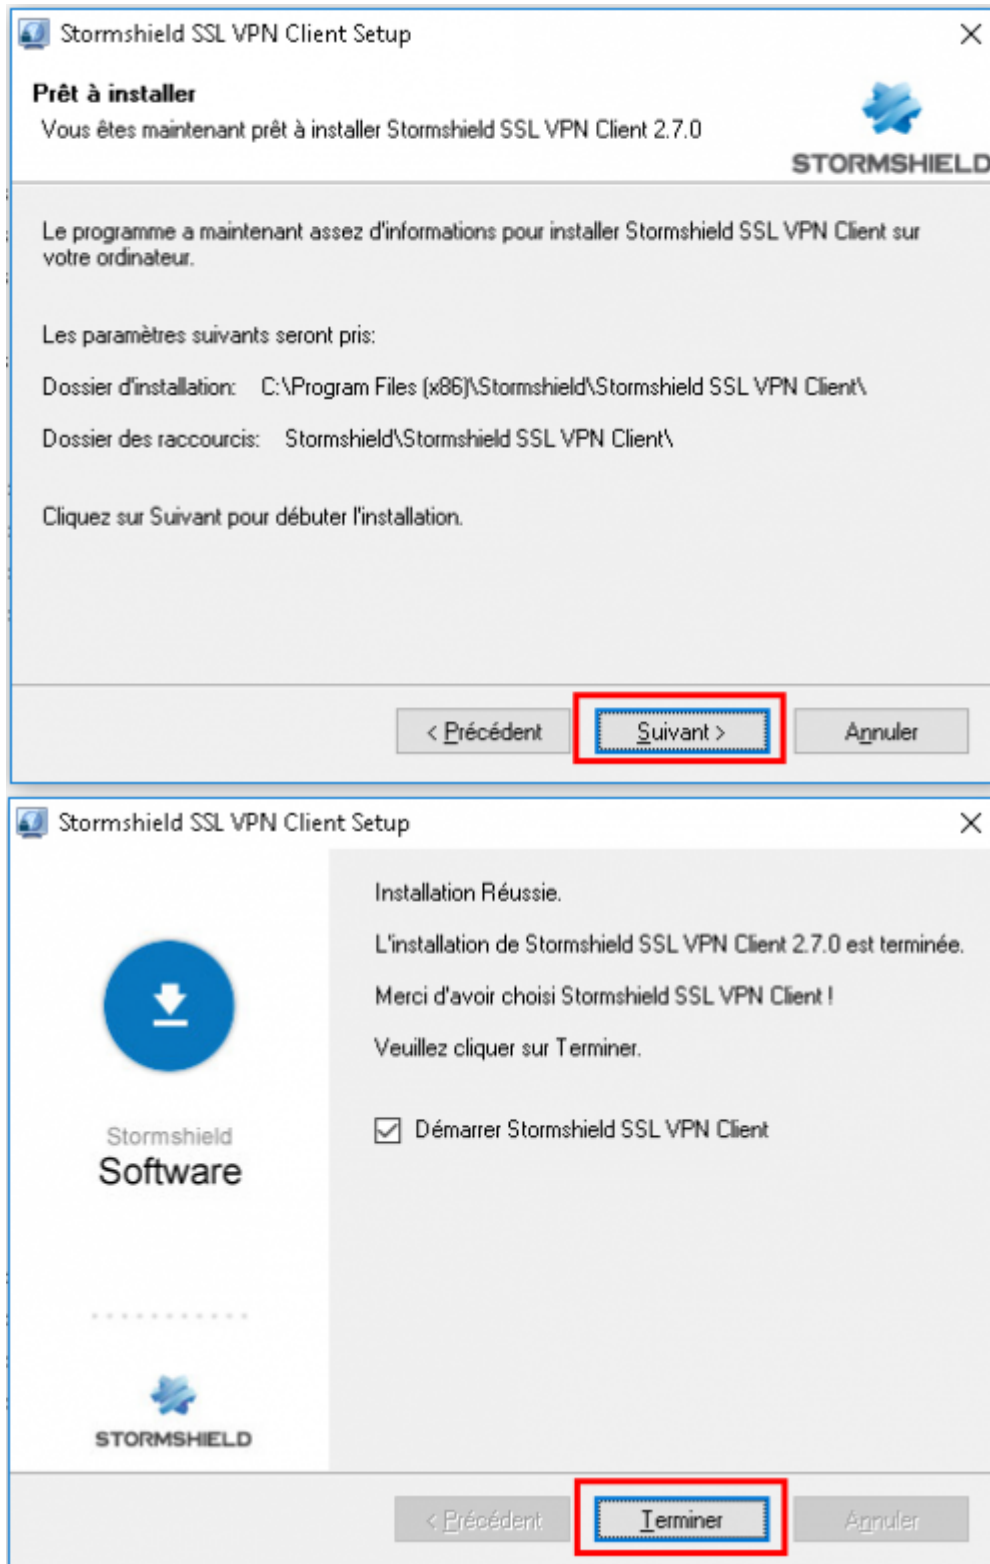 Stormshield SSL VPN Client Setup
Prêt à installer
Vous êtes maintenant prêt à installer Stormshield SSL VPN Client 2.7.0
STORMSHIELD
Le programme a maintenant assez d'informations pour installer Stormshield SSL VPN Client sur
votre ordinateur.
Les paramètres suivants seront pris:
Dossier d'installation: C:\Program Files (x86)\Stormshield\Stormshield SSL VPN Client\
Dossier des raccourcis: Stormshield\Stormshield SSL VPN Client\
Cliquez sur Suivant pour débuter l'installation.
< Précédent Suivant > Annuler
Stormshield SSL VPN Client Setup
Installation Réussie.
L'installation de Stormshield SSL VPN Client 2.7.0 est terminée.
Merci d'avoir choisi Stormshield SSL VPN Client !
Veuillez cliquer sur Terminer.
Démarrer Stormshield SSL VPN Client
Stormshield
Software
STORMSHIELD
< Précédent Terminer Annuler